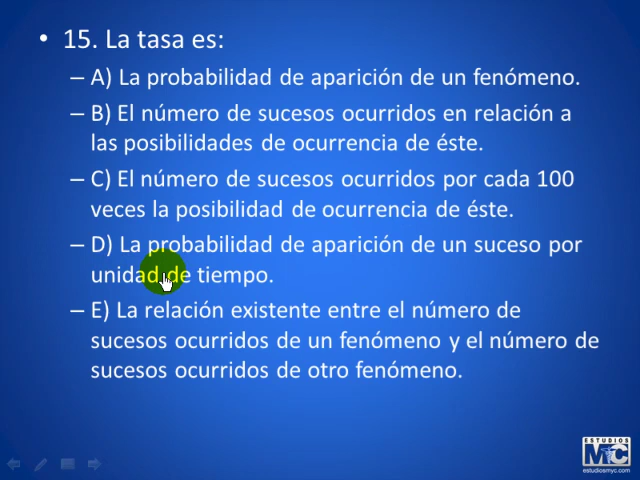 • 15. La tasa es:
– A) La probabilidad de aparición de un fenómeno.
– B) El número de sucesos ocurridos en relación a
las posibilidades de ocurrencia de éste.
– C) El número de sucesos ocurridos por cada 100
veces la posibilidad de ocurrencia de éste.
– D) La probabilidad de aparición de un suceso por
unidad de tiempo.
– E) La relación existente entre el número de
sucesos ocurridos de un fenómeno y el número de
sucesos ocurridos de otro fenómeno.
ESTUDIOS
MyC
estudiosmyc.com